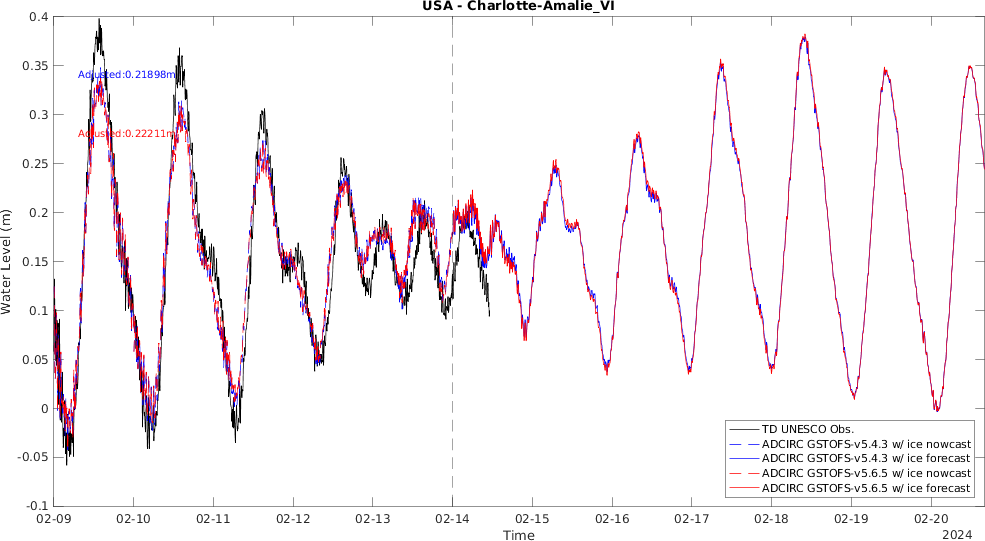 USA - Charlotte-Amalie_VI
0.4
0.35
0.3
0.25
0.2
0.15
0.1
0.05
0
-0.05
-0.1
Water Level (m)
Adjusted:0.21898m
Adjusted:0.22211m
TD UNESCO Obs.
ADCIRC GSTOFS-v5.4.3 w/ ice nowcast
ADCIRC GSTOFS-v5.4.3 w/ ice forecast
ADCIRC GSTOFS-v5.6.5 w/ ice nowcast
ADCIRC GSTOFS-v5.6.5 w/ ice forecast
02-09 02-10 02-11 02-12 02-13 02-14 02-15 02-16 02-17 02-18 02-19 02-20
Time
2024